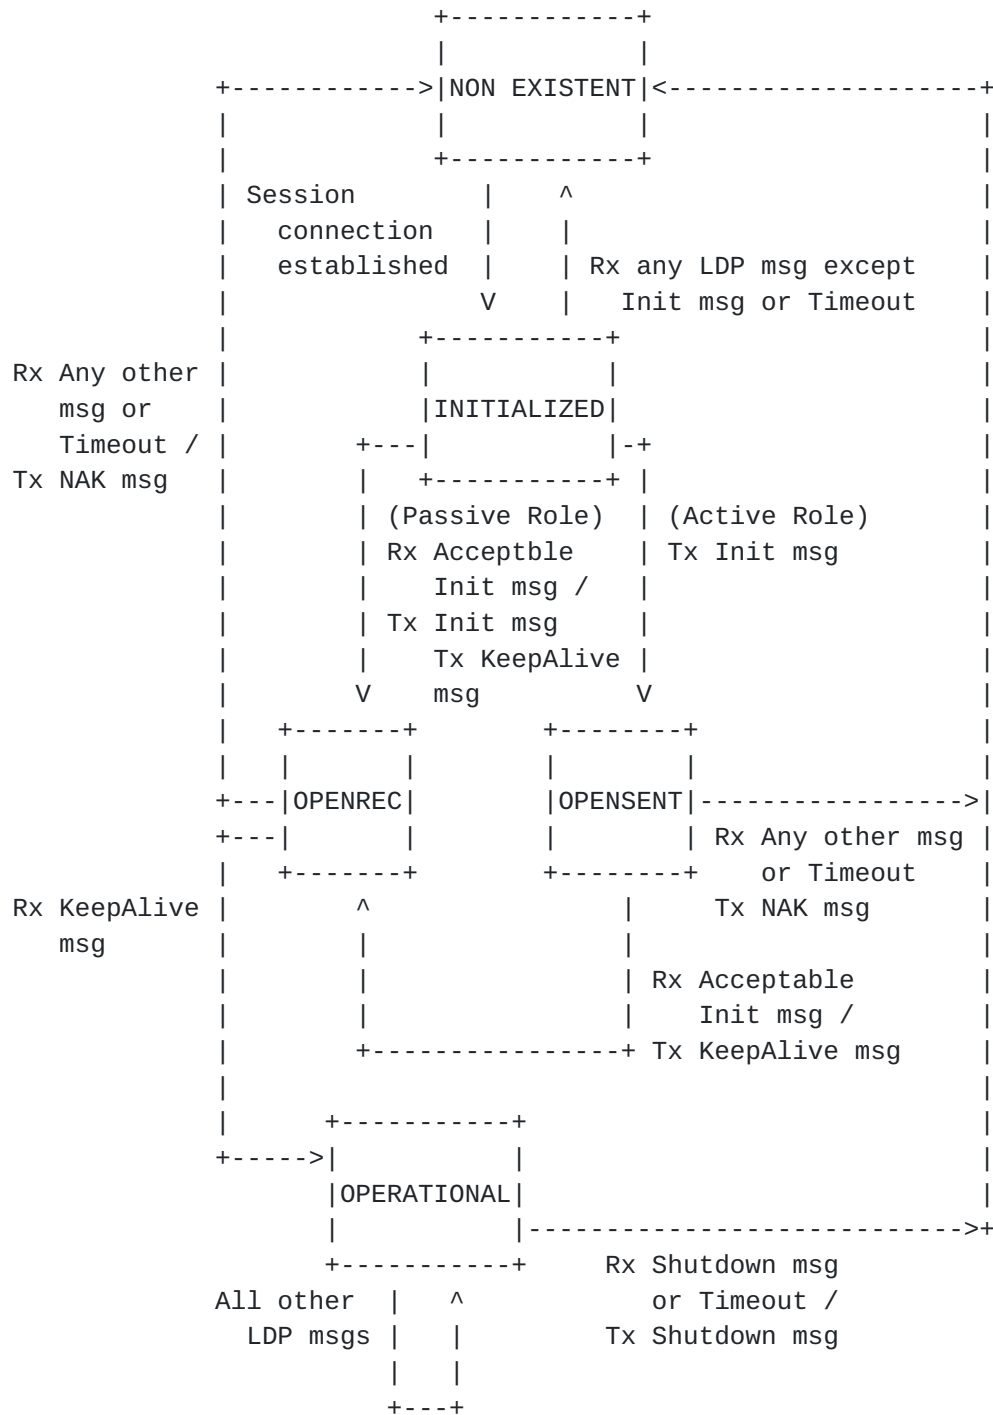 NON EXISTENT
Session
connection
established
Rx any LDP msg except
Init msg or Timeout
Rx Any other
msg or
Timeout /
Tx NAK msg
INITIALIZED
(Passive Role)
Rx Acceptble
Init msg /
Tx Init msg
Tx KeepAlive
msg
(Active Role)
Tx Init msg
OPENREC
OPENSENT
Rx Any other msg
or Timeout
Tx NAK msg
Rx KeepAlive
msg
Rx Acceptable
Init msg /
Tx KeepAlive msg
OPERATIONAL
Rx Shutdown msg
or Timeout /
Tx Shutdown msg
All other
LDP msgs